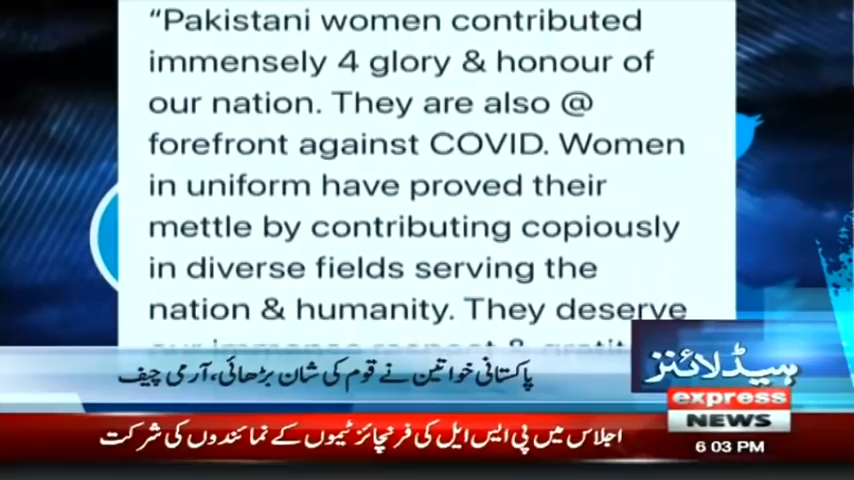 “Pakistani women contributed
immensely 4 glory & honour of
our nation. They are also @
forefront against COVID. Women
in uniform have proved their
mettle by contributing copiously
in diverse fields serving the
nation & humanity. They deserve
our immense respect &
پاکستانی خواتین نے قوم کی شان بڑھائی، آرمی چیف
ہیڈلائنز
express
NEWS
اجلاس میں پی ایس ایل کی فرنچائز ٹیموں کے نمائندوں کی شرکت
6:03 PM